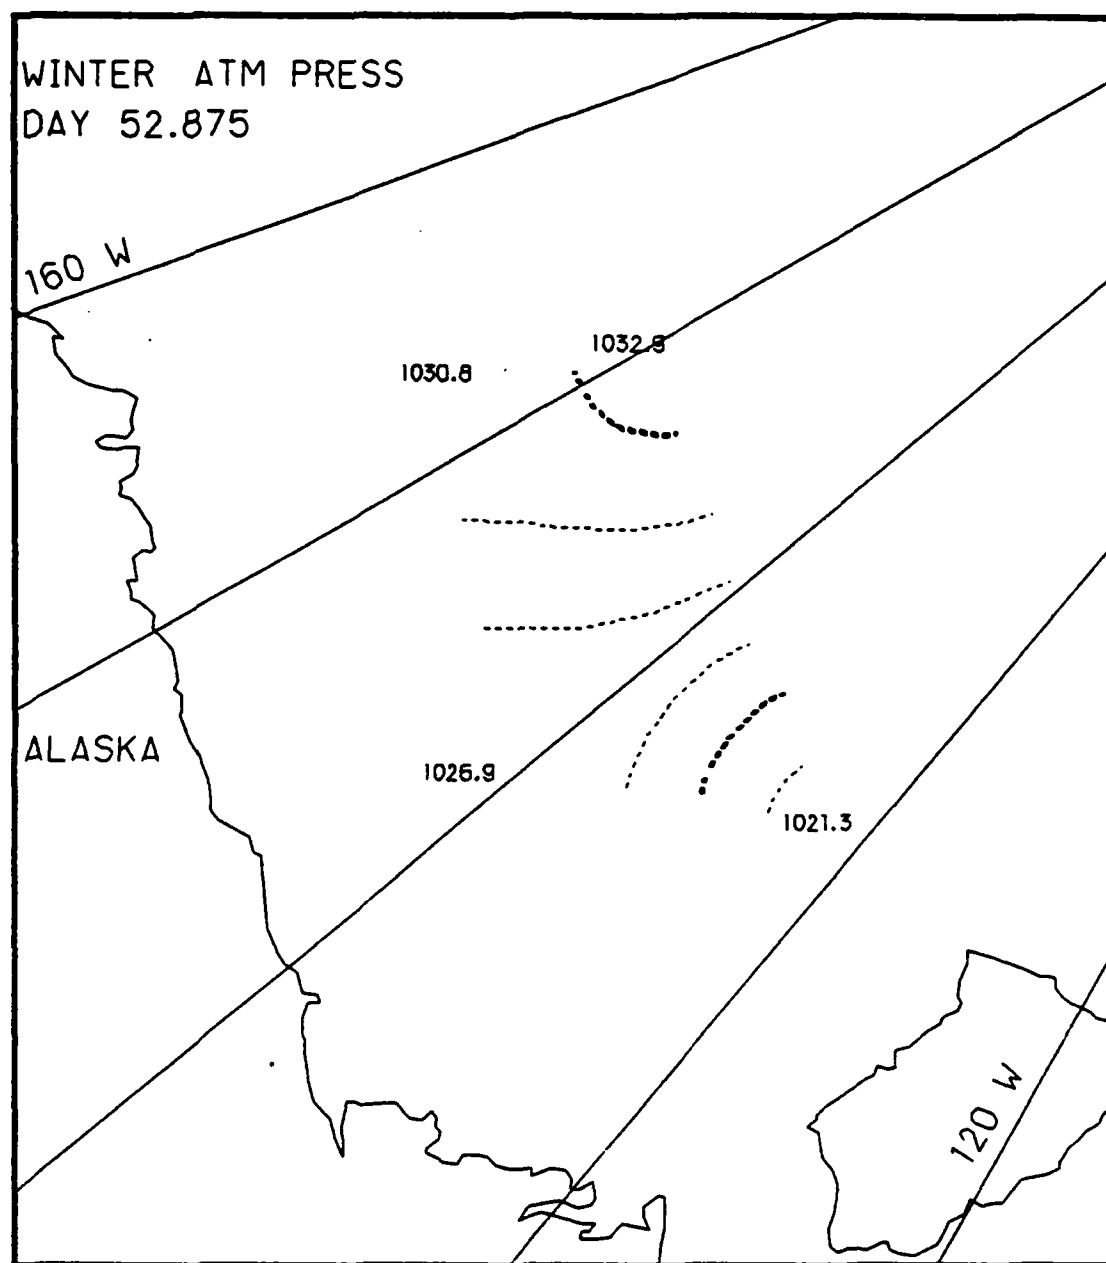 WINTER ATM PRESS
DAY 52.875
160 W
1032.9
1030.8
ALASKA
1026.9
1021.3
120 W